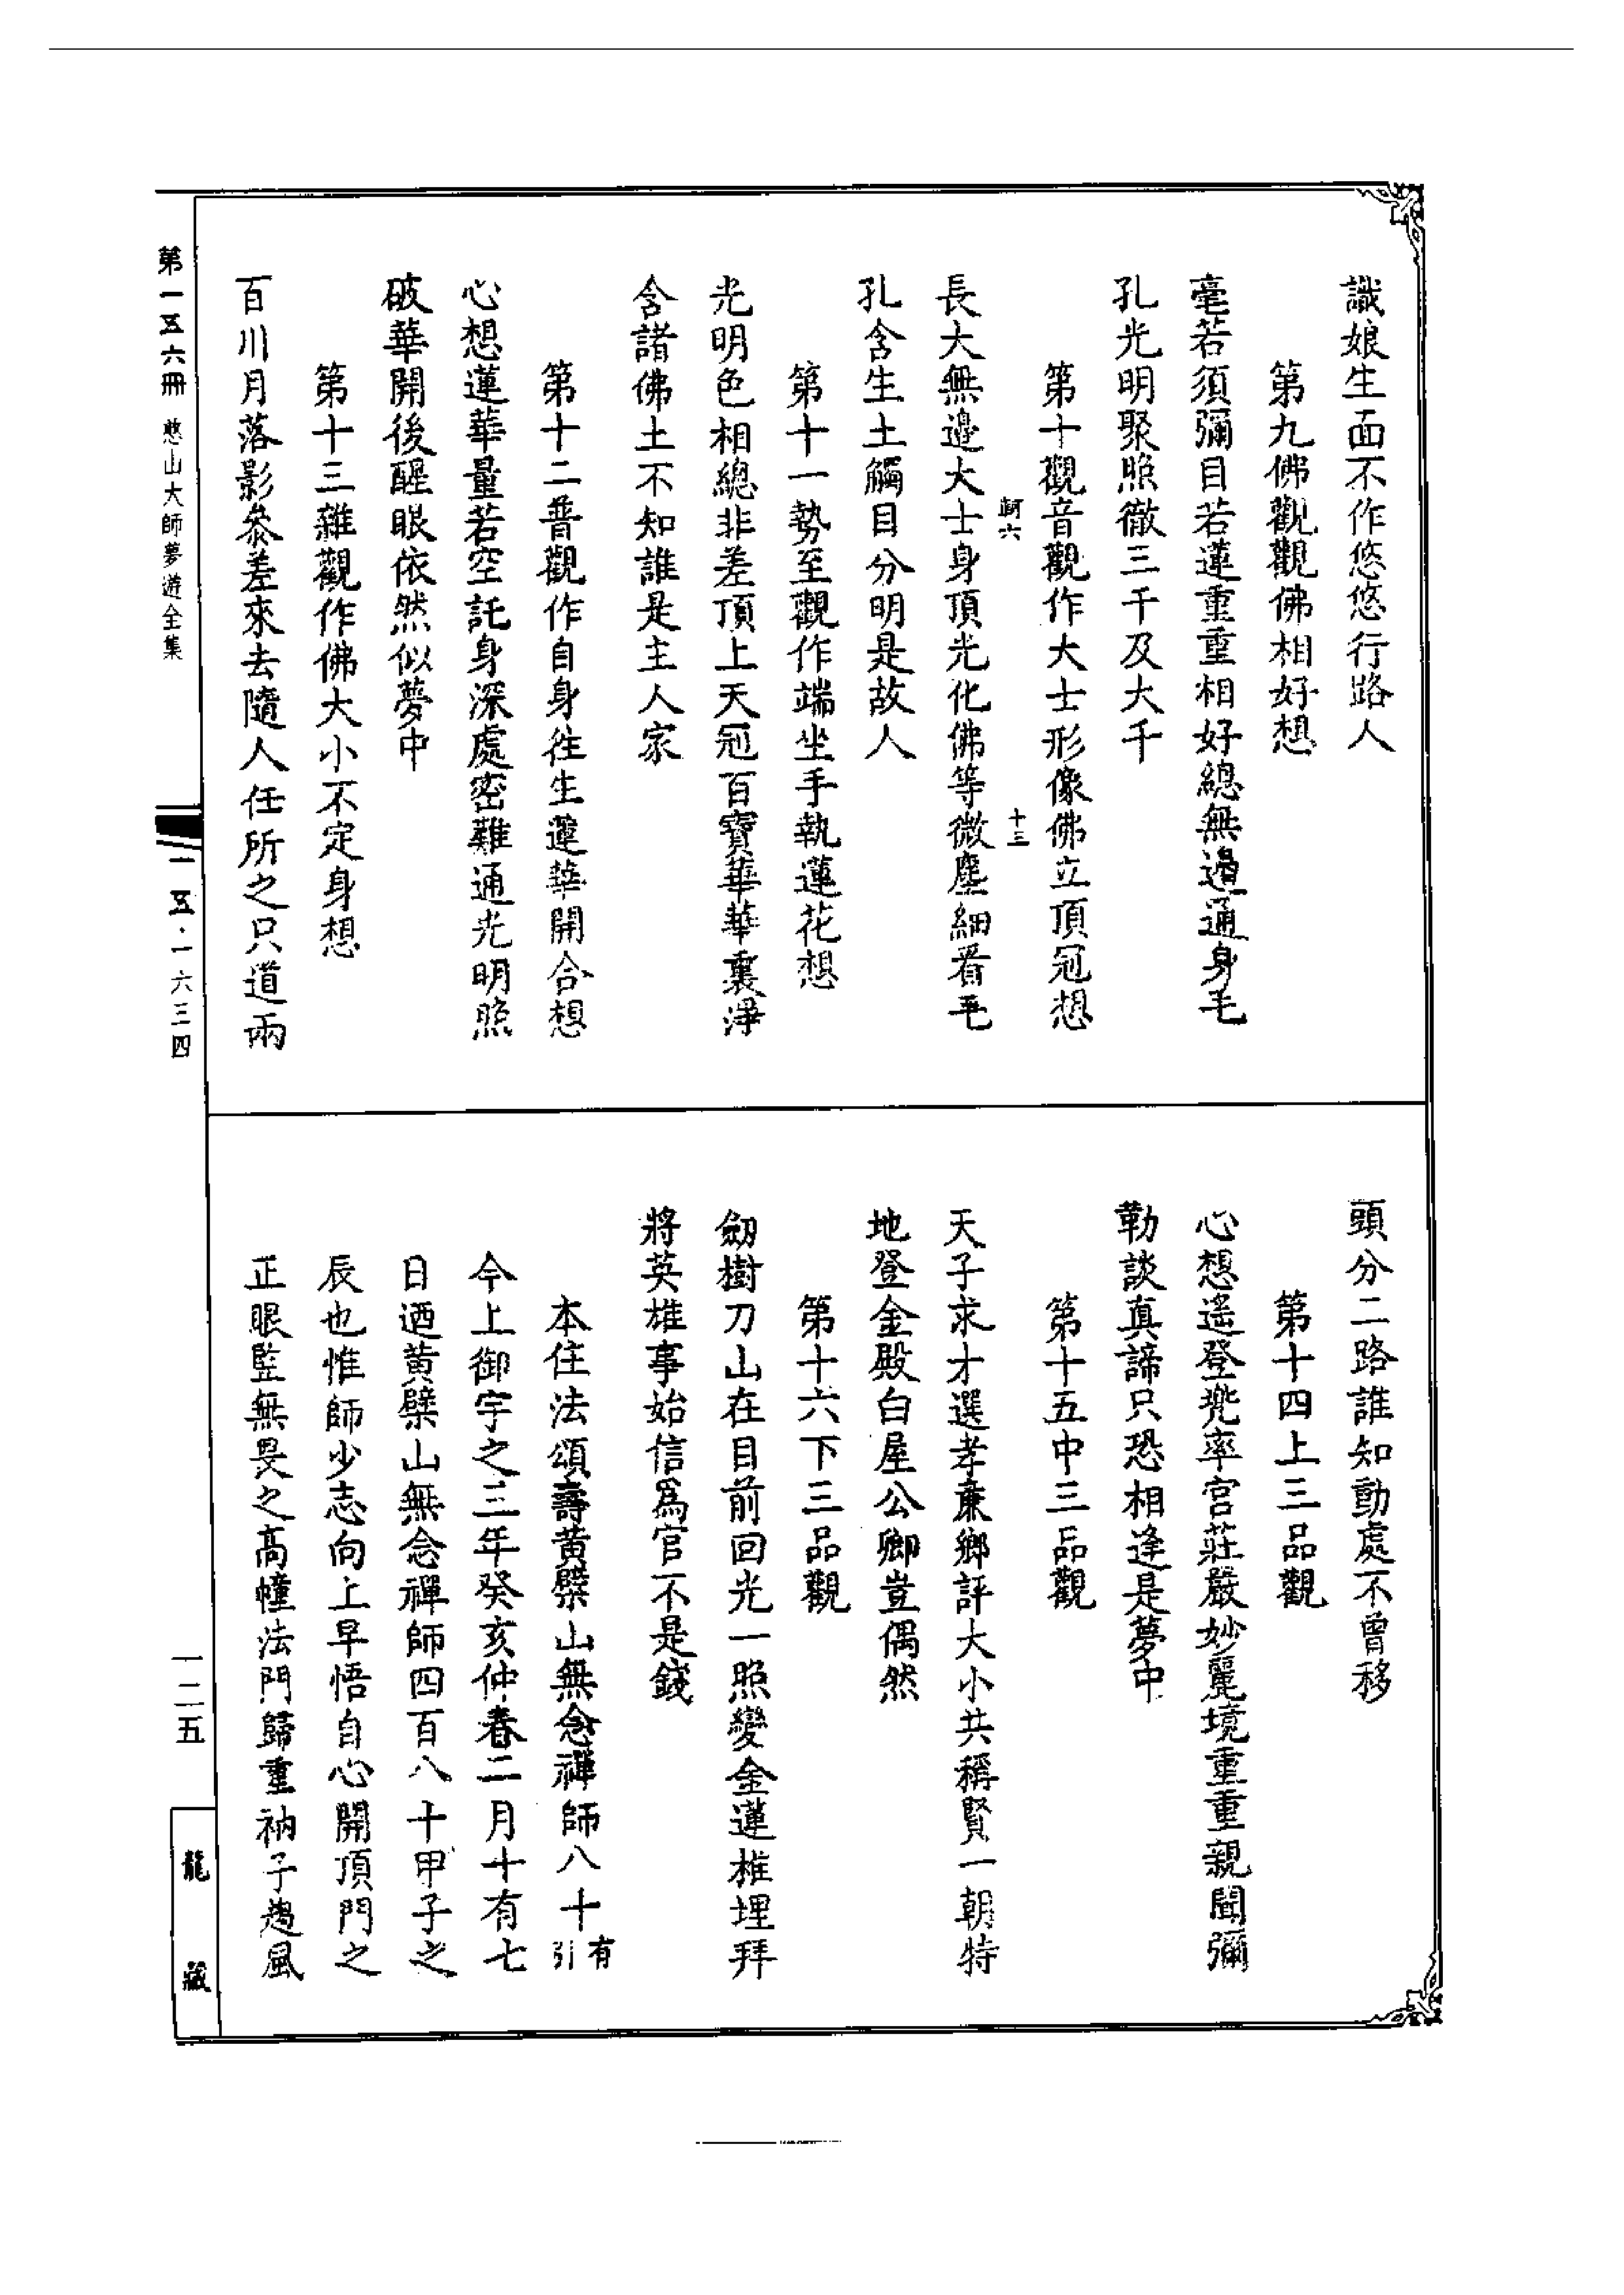 識娘生面不作悠悠行路人
第九佛觀觀佛相好想
毫若須彌目若蓮重重相好總無邊通身毛
孔光明聚照徹三千及大千
第十觀音觀作大士形像佛立頂冠想
軻六
十三
長大無邊大士身頂光化佛等微塵細看毛
孔含生土觸目分明是故人
第十一勢至觀作端坐手執蓮花想
光明色相總非差頂上天冠百寶華華裏淨
含諸佛土不知誰是主人家
第十二普觀作自身往生蓮華開合想
心想蓮華量若空託身深處密難通光明照
破華開後醒眼依然似夢中
第十三雜觀作佛大小不定身想
百川月落影參差來去隨人任所之只道兩
頭分二路誰知動處不曾移
第十四上三品觀
心想遙登兜率宮莊嚴妙麗境重重親聞彌
勒談真諦只恐相逢是夢中
第十五中三品觀
天子求才選孝廉鄉評大小共稱賢一朝特
地登金殿白屋公卿豈偶然
第十六下三品觀
劒樹刀山在目前回光一照變金蓮椎埋拜
將英雄事始信為官不是錢
本住法頌壽黄檗山無念禪師八十有引
今上御宇之三年癸亥仲春二月十有七
日迺黄檗山無念禪師四百八十甲子之
辰也惟師少志向上早悟自心開頂門之
正眼豎無畏之高幢法門歸重衲子趨風
第一五六冊 憨山大師夢遊全集
一五·一六三四
一二五
龍藏